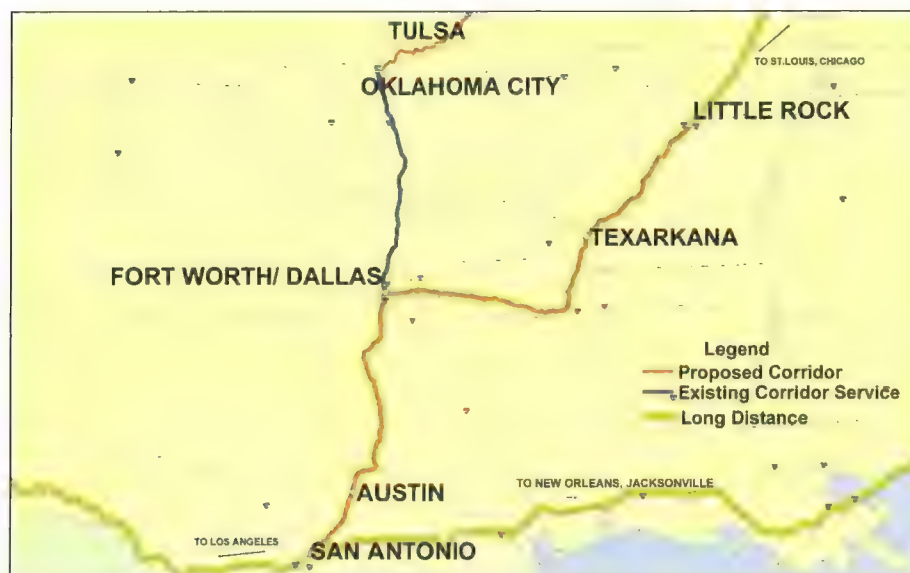 TULSA
TO ST.LOUIS, CHICAGO
OKLAHOMA CITY
LITTLE ROCK
TEXARKANA
FORT WORTH/ DALLAS
Legend
Proposed Corridor
Existing Corridor Service
Long Distance
AUSTIN
TO NEW ORLEANS, JACKSONVILLE
TO LOS ANGELES
SAN ANTONIO